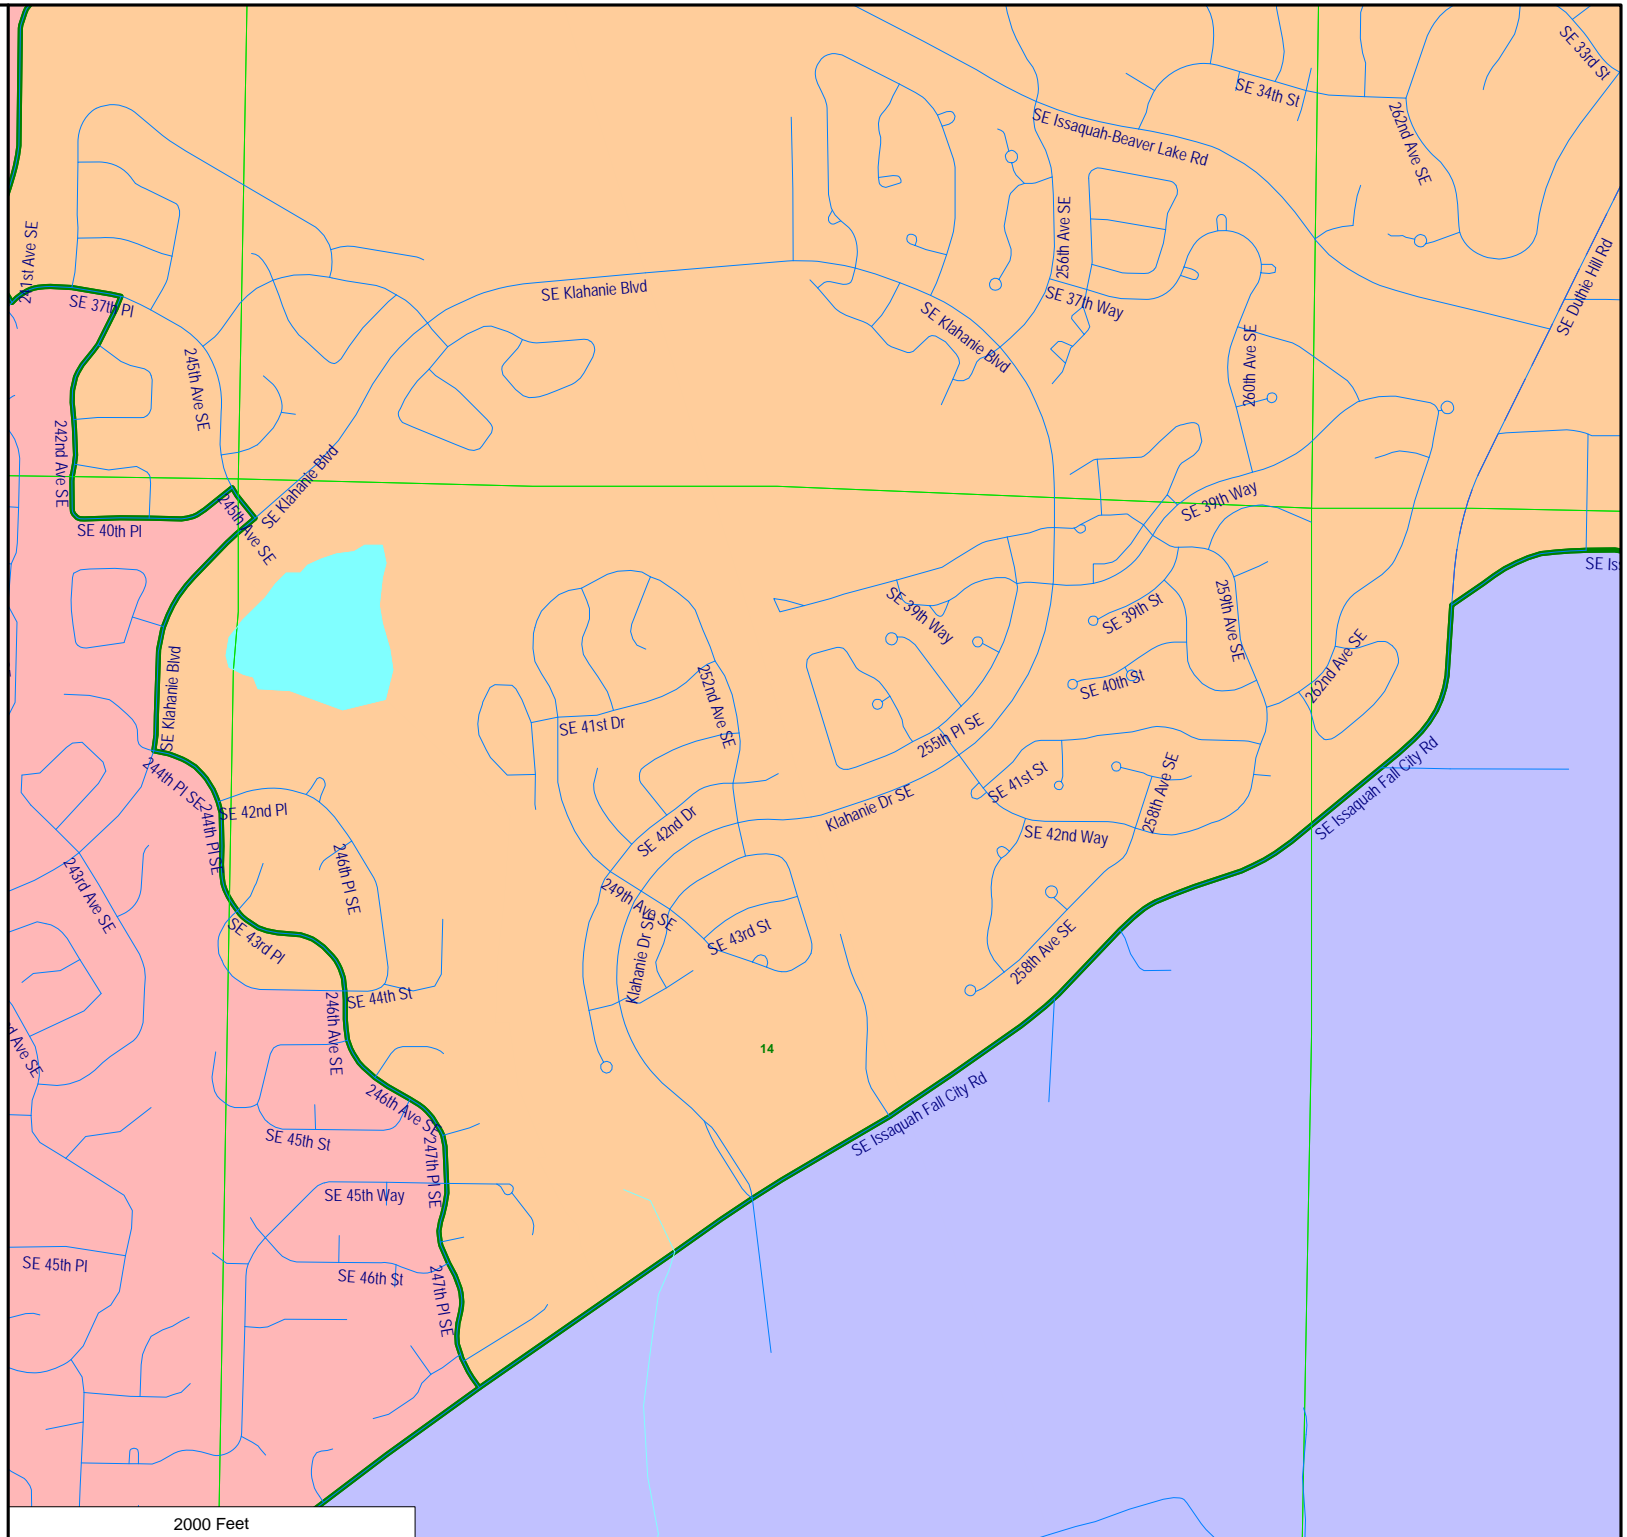 SE 33rd St
SE 34th St
262nd Ave SE
SE Issaquah-Beaver Lake Rd
256th Ave SE
241st Ave SE
SE Duthie Hill Rd
SE 37th Pl
SE Klahanie Blvd
SE 37th Way
SE Klahanie Blvd
260th Ave SE
245th Ave SE
242nd Ave SE
SE Klahanie Blvd
SE 39th Way
245th Ave SE
SE 40th Pl
SE Is
SE 39th Way
SE 39th St
259th Ave SE
SE Klahanie Blvd
252nd Ave SE
SE 40th St
262nd Ave SE
SE 41st Dr
255th Pl SE
244th Pl SE
SE 41st St
258th Ave SE
SE Issaquah Fall City Rd
SE 42nd Pl
244th Pl SE
SE 42nd Dr
Klahanie Dr SE
SE 42nd Way
243rd Ave SE
246th Pl SE
249th Ave SE
SE 43rd Pl
Klahanie Dr SE
SE 43rd St
258th Ave SE
SE 44th St
246th Ave SE
d Ave SE
14
246th Ave SE
SE Issaquah Fall City Rd
SE 45th St
247th Pl SE
SE 45th Way
SE 45th Pl
SE 46th St
247th Pl SE
2000 Feet